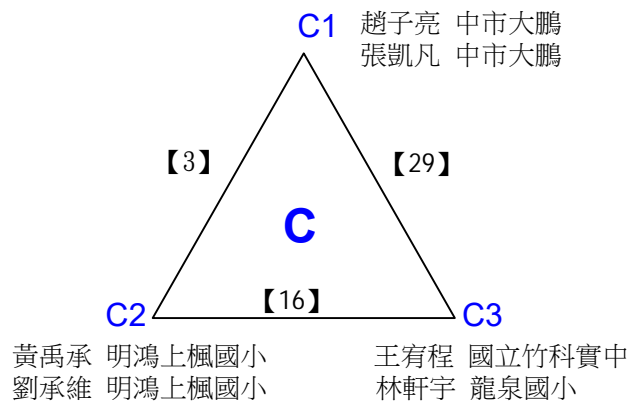 C1 趙子亮 中市大鵬
張凱凡 中市大鵬
【3】
【29】
C
【16】
C2
C3
黃禹承 明鴻上楓國小
劉承維 明鴻上楓國小
王宥程 國立竹科實中
林軒宇 龍泉國小